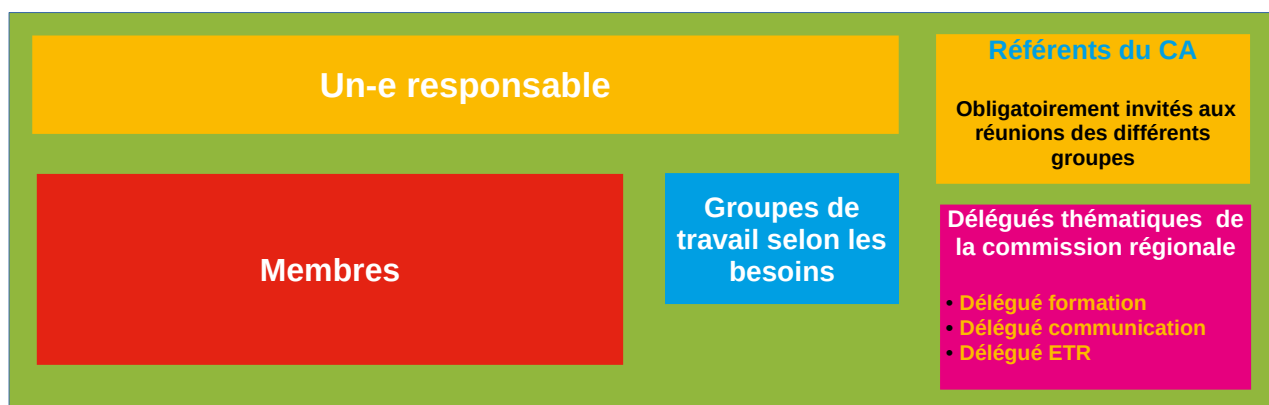 Un-e responsable
Référents du CA
Obligatoirement invités aux
réunions des différents
groupes
Membres
Groupes de
travail selon les
besoins
Délégués thématiques de
la commission régionale
• Délégué formation
• Délégué communication
• Délégué ETR